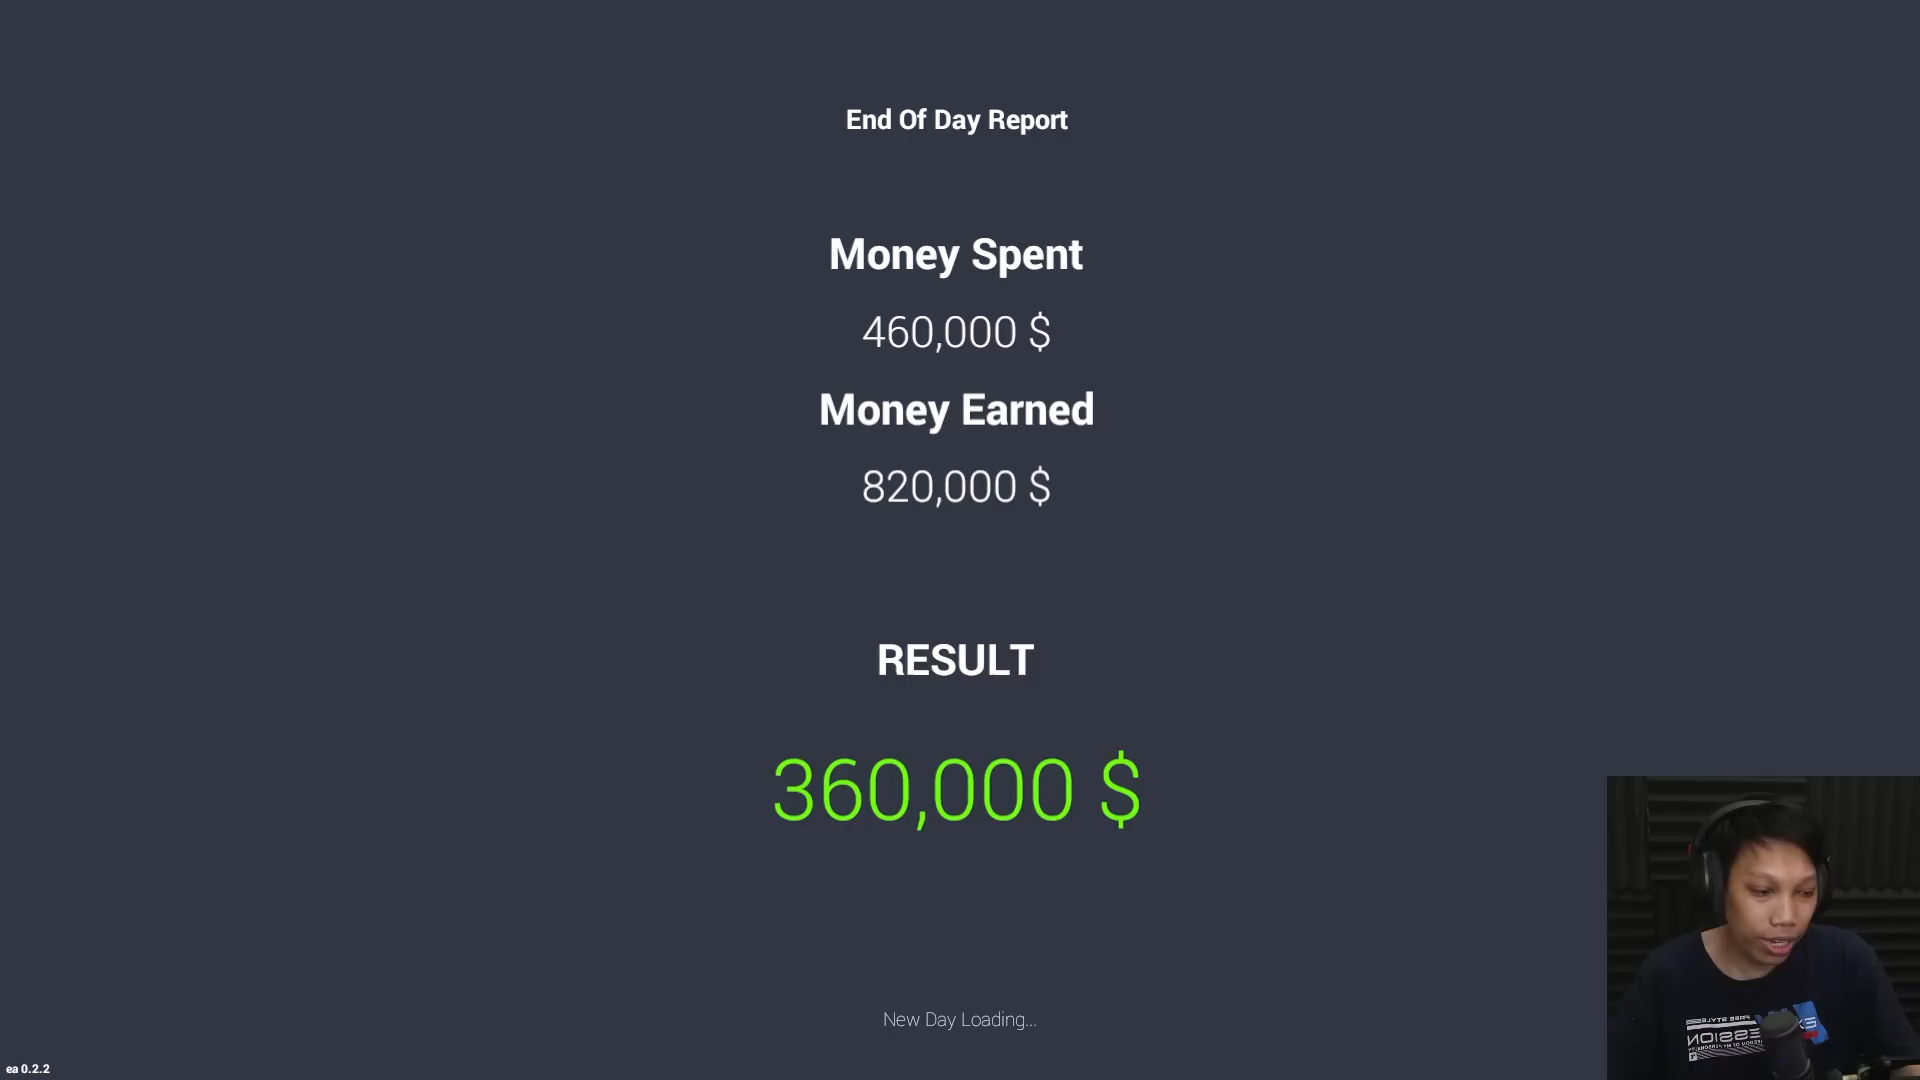 End Of Day Report
Money Spent
460,000 $
Money Earned
820,000 $
RESULT
360,000 $
New Day Loading...
ea 0.2.2